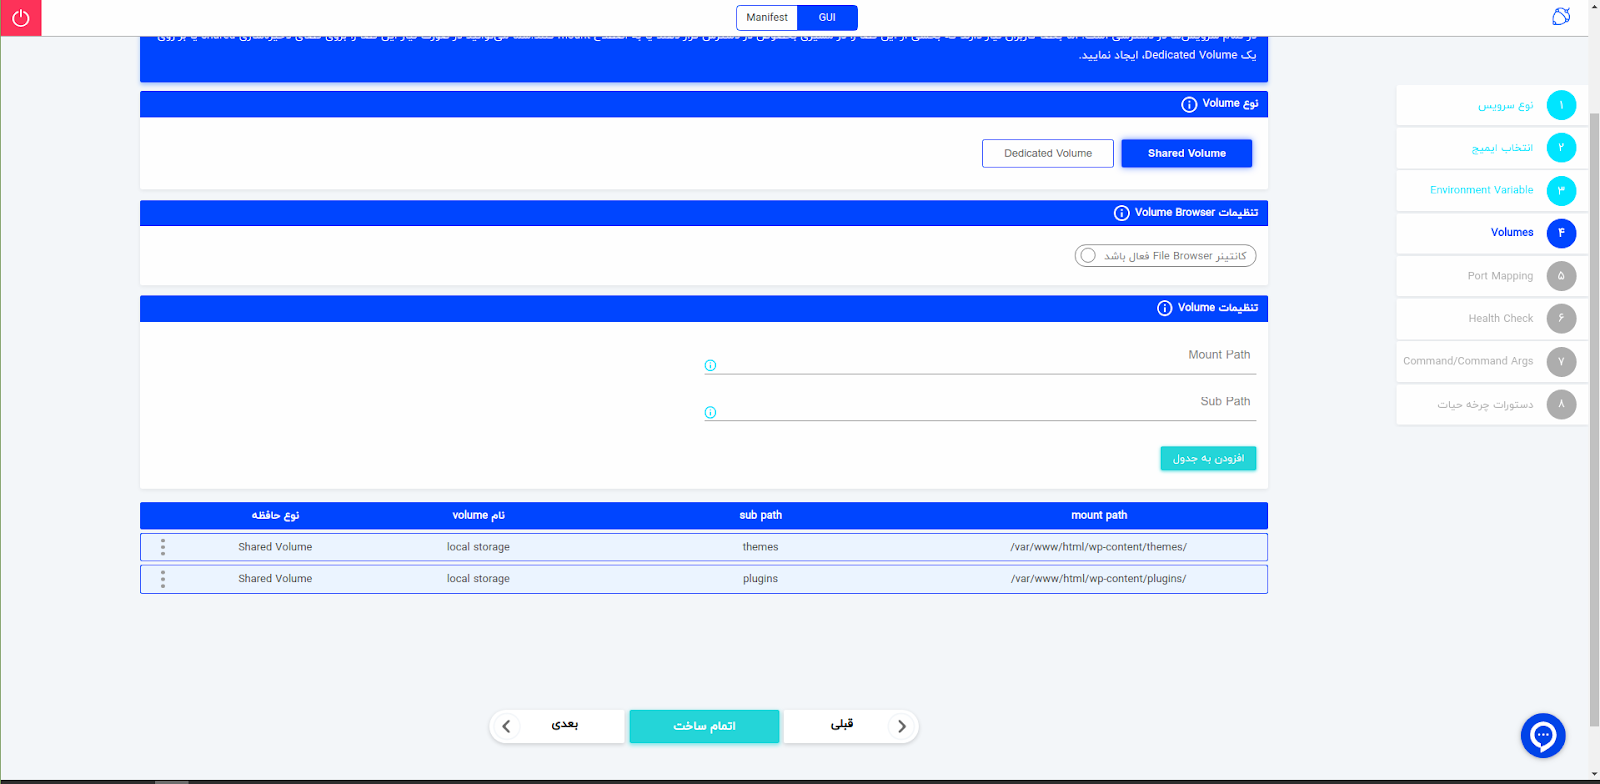 Manifest
GUI
یک Dedicated Volume، ایجاد نمایید.
نوع Volume
Shared Volume
Dedicated Volume
تنظیمات Volume Browser
کانتینر File Browser فعال باشد
تنظیمات Volume
Mount Path
Sub Path
افزودن به جدول
mount path
sub path
نام volume
نوع حافظه
/var/www/html/wp-content/themes/
themes
local storage
Shared Volume
/var/www/html/wp-content/plugins/
plugins
local storage
Shared Volume
قبلی
اتمام ساخت
بعدی
۱ نوع سرویس
۲ انتخاب ایمیج
۳ Environment Variable
۴ Volumes
۵ Port Mapping
۶ Health Check
۷ Command/Command Args
۸ دستورات چرخه حیات